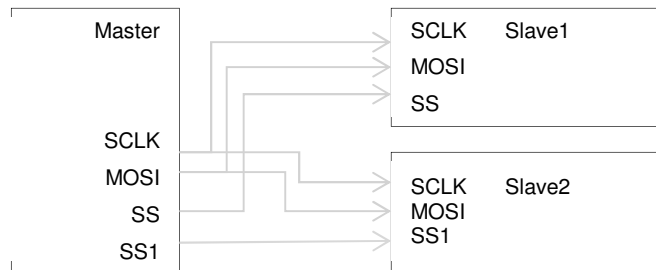 Master
SCLK
MOSI
SS
SS1
SCLK Slave1
MOSI
SS
SCLK Slave2
MOSI
SS1